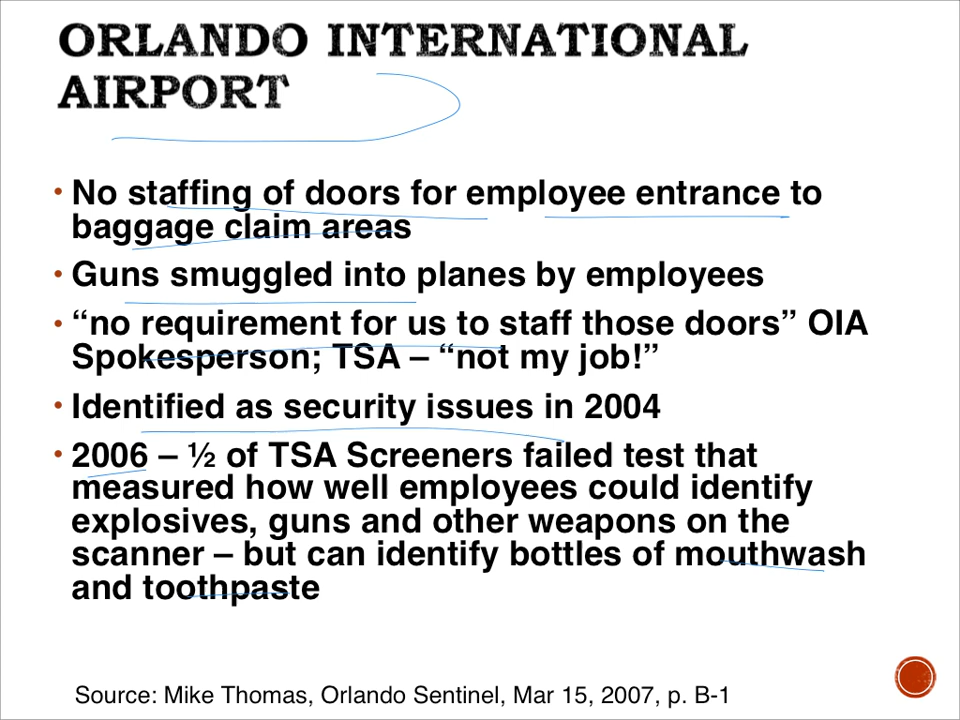 ORLANDO INTERNATIONAL
AIRPORT
• No staffing of doors for employee entrance to
baggage claim areas
• Guns smuggled into planes by employees
• “no requirement for us to staff those doors” OIA
Spokesperson; TSA – “not my job!”
• Identified as security issues in 2004
• 2006 – ½ of TSA Screeners failed test that
measured how well employees could identify
explosives, guns and other weapons on the
scanner – but can identify bottles of mouthwash
and toothpaste
Source: Mike Thomas, Orlando Sentinel, Mar 15, 2007, p. B-1